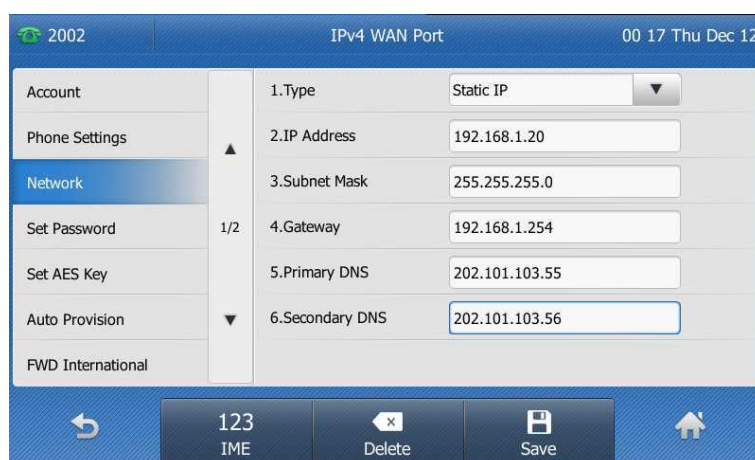 2002 IPv4 WAN Port 00 17 Thu Dec 12
Account
Phone Settings
Network
Set Password
Set AES Key
Auto Provision
FWD International
1/2
1.Type Static IP
2.IP Address 192.168.1.20
3.Subnet Mask 255.255.255.0
4.Gateway 192.168.1.254
5.Primary DNS 202.101.103.55
6.Secondary DNS 202.101.103.56
123
IME
Delete
Save